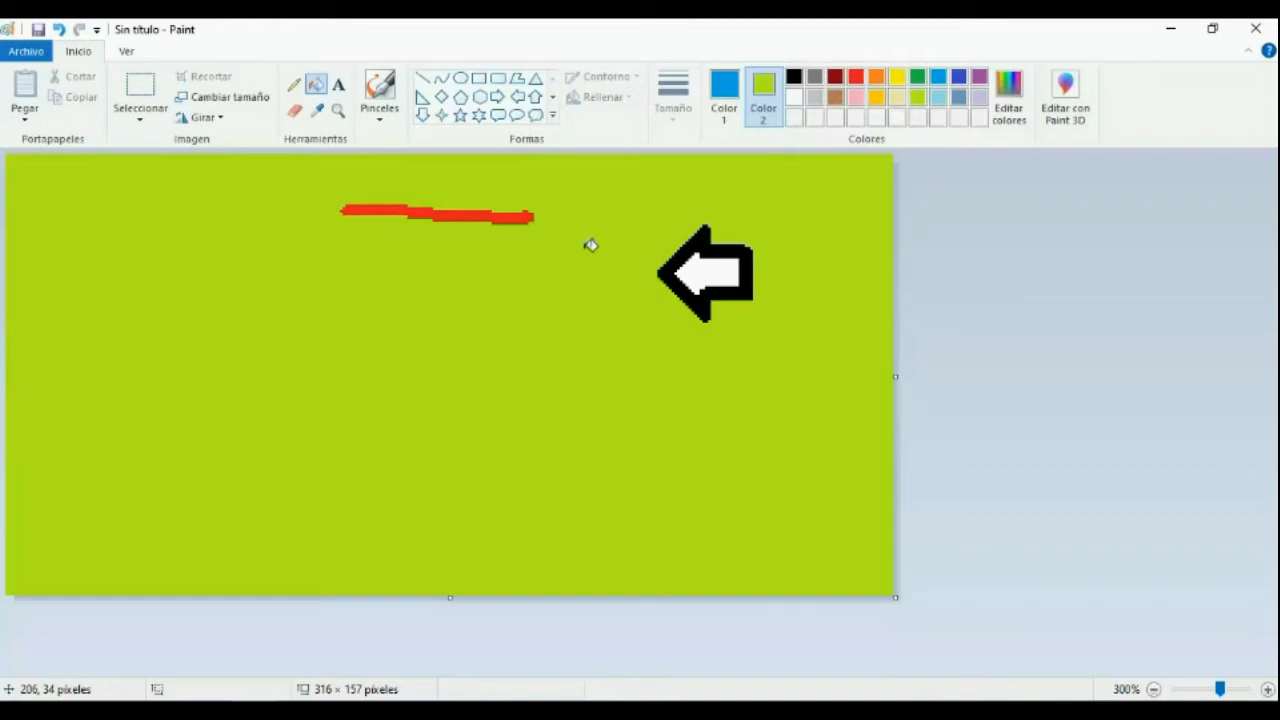 Sin título - Paint
Archivo Inicio Ver
Pegar
Cortar
Copiar
Portapapeles
Seleccionar
Recortar
Cambiar tamaño
Girar
Imagen
A
Herramientas
Pinceles
Contorno
Rellenar
Formas
Tamaño
Color
1
Color
2
Editar
colores
Colores
Editar con
Paint 3D
206, 34 píxeles
316 × 157 píxeles
300%